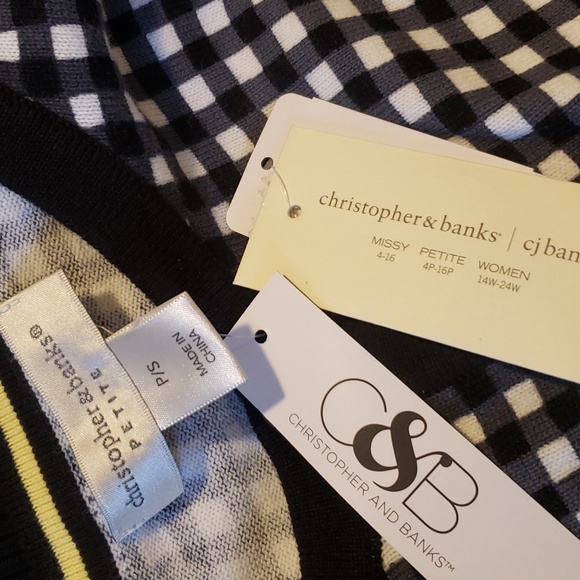 christopher&banks® | cj ban
MISSY PETITE WOMEN
4-16 4P-16P 14W-24W
christopher&banks®
PETITE
MADE IN
CHINA
P/S
C&B
CHRISTOPHER AND BANKS™